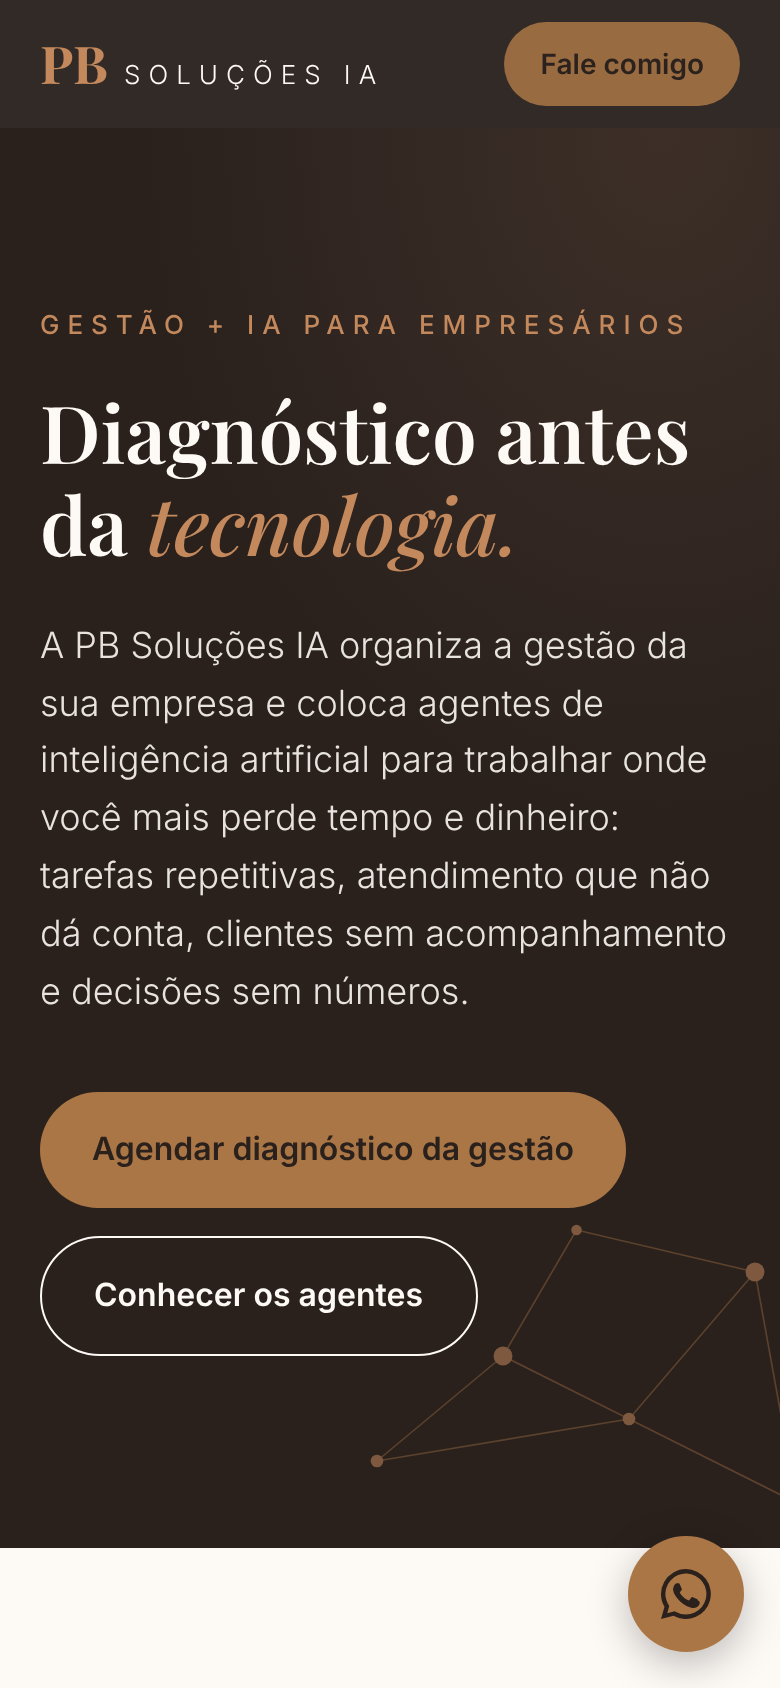 PB SOLUÇÕES IA
Fale comigo
GESTÃO + IA PARA EMPRESÁRIOS
Diagnóstico antes
da tecnologia.
A PB Soluções IA organiza a gestão da
sua empresa e coloca agentes de
inteligência artificial para trabalhar onde
você mais perde tempo e dinheiro:
tarefas repetitivas, atendimento que não
dá conta, clientes sem acompanhamento
e decisões sem números.
Agendar diagnóstico da gestão
Conhecer os agentes